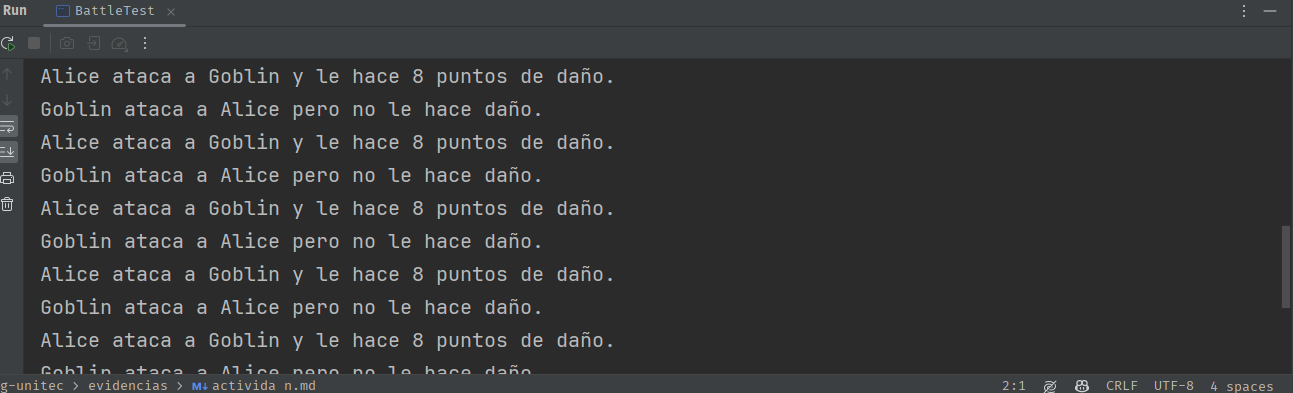 Run BattleTest
Alice ataca a Goblin y le hace 8 puntos de daño.
Goblin ataca a Alice pero no le hace daño.
Alice ataca a Goblin y le hace 8 puntos de daño.
Goblin ataca a Alice pero no le hace daño.
Alice ataca a Goblin y le hace 8 puntos de daño.
Goblin ataca a Alice pero no le hace daño.
Alice ataca a Goblin y le hace 8 puntos de daño.
Goblin ataca a Alice pero no le hace daño.
Alice ataca a Goblin y le hace 8 puntos de daño.
Goblin ataca a Alice pero no le hace daño.
g-unitec > evidencias > M↓ activida n.md 2:1 CRLF UTF-8 4 spaces